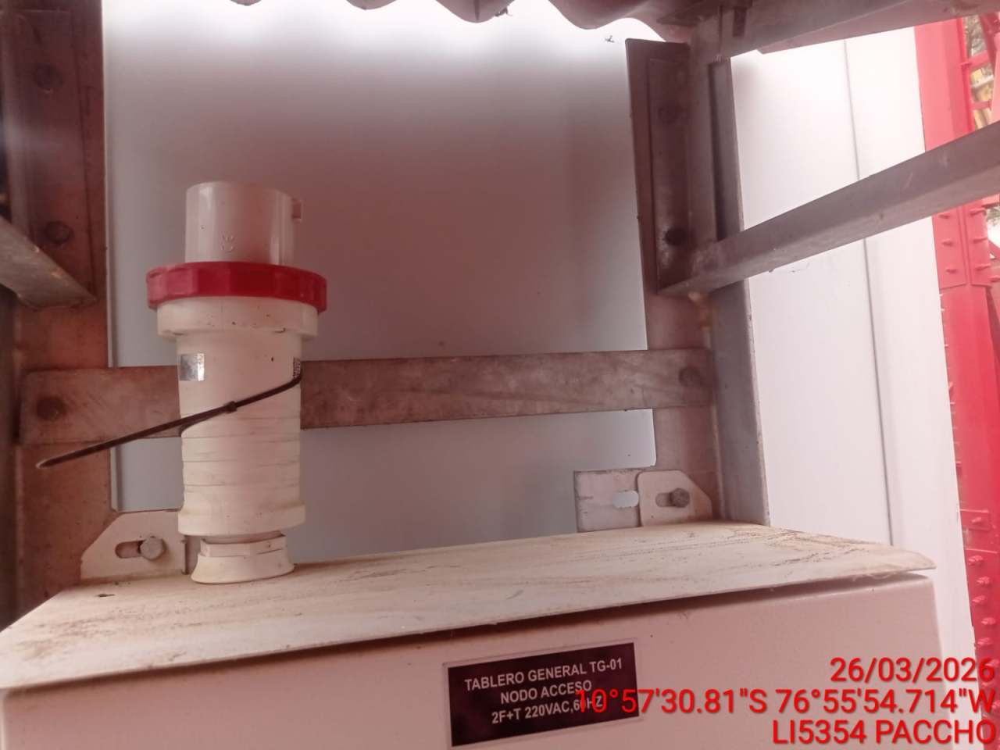 TABLERO GENERAL TG-01
NODO ACCESO
2F+T 220VAC,60HZ
26/03/2026
10°57'30.81"S 76°55'54.714"W
LI5354 PACCHO